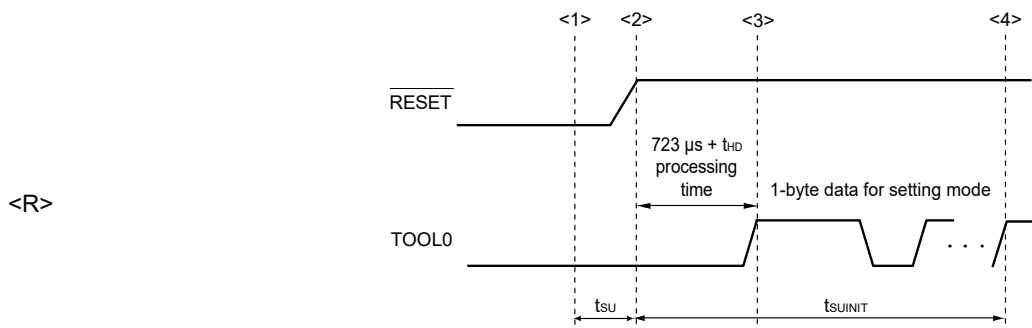 <1> <2> <3> <4>
RESET
723 µs + tHD
processing
time
1-byte data for setting mode
<R>
TOOL0
. . .
tSU tSUINIT